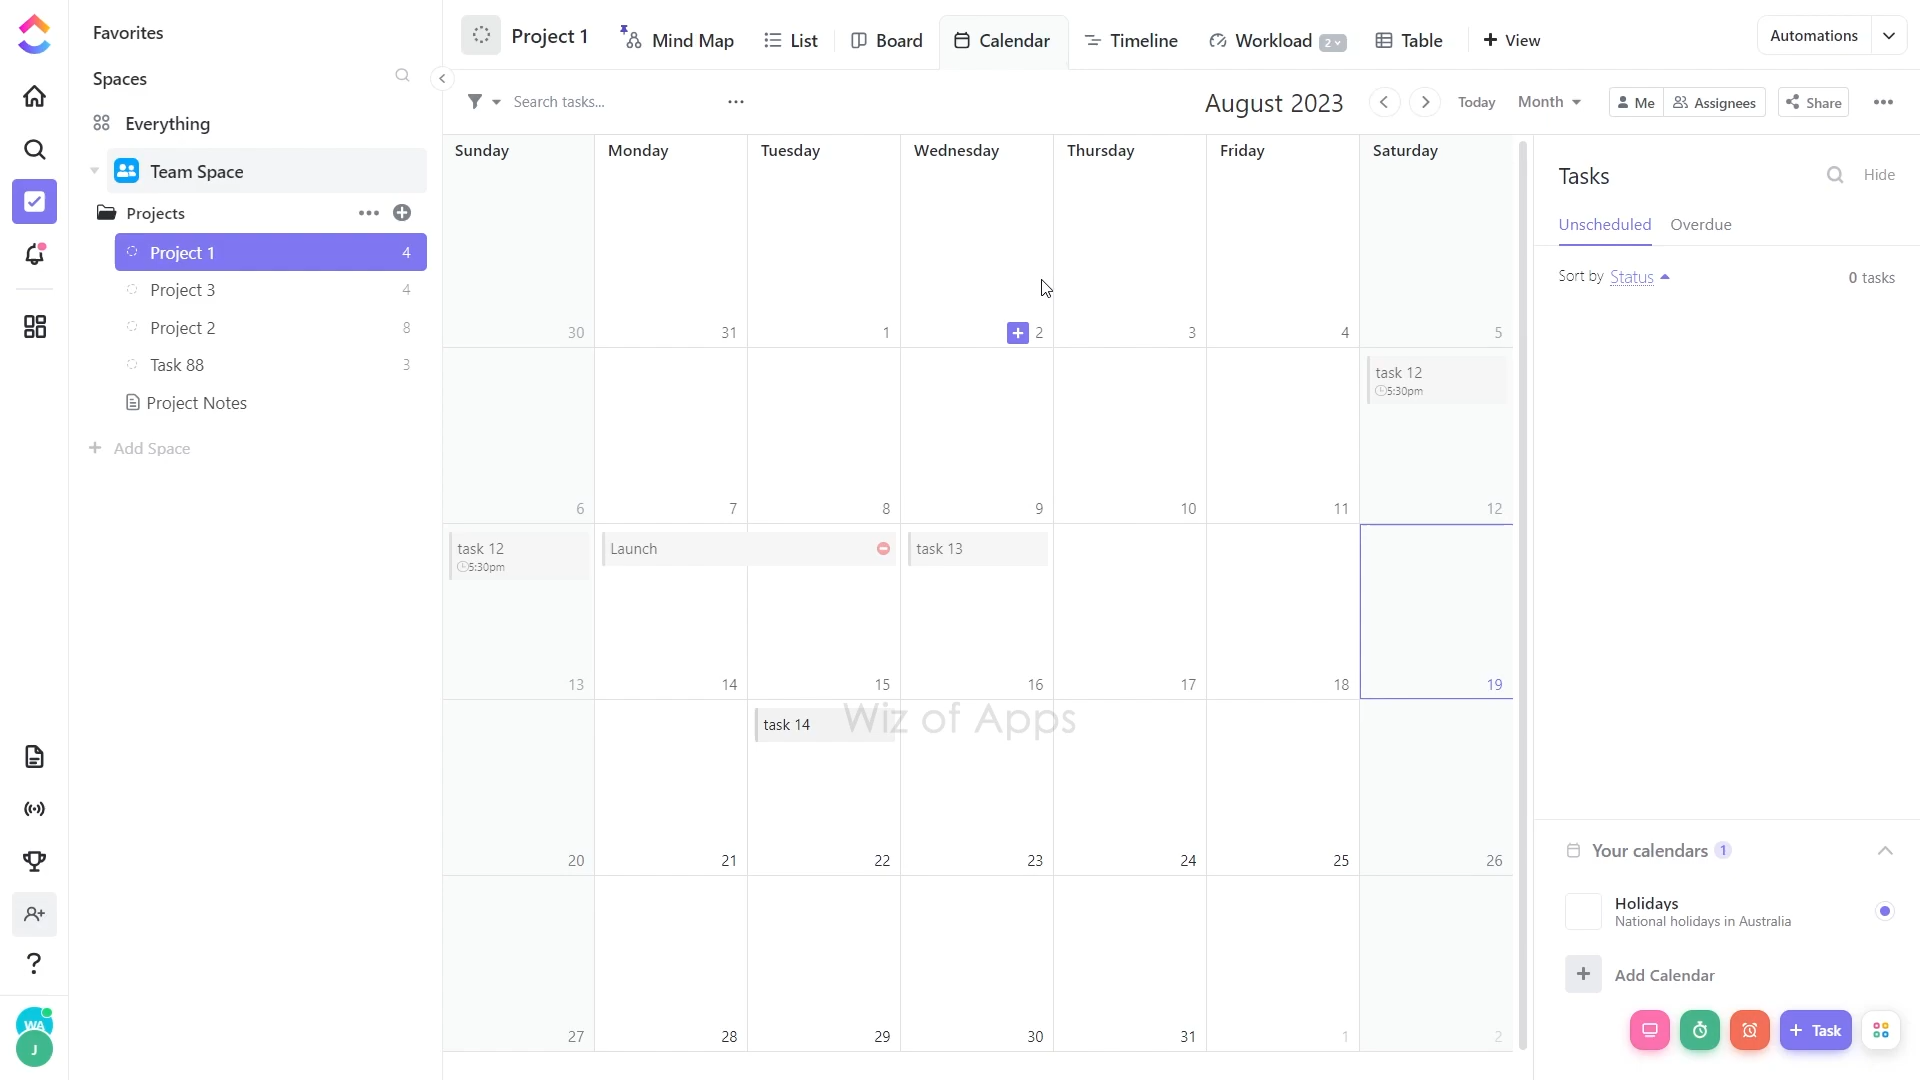 Favorites
Spaces
Everything
Team Space
Projects
Project 1 4
Project 3 4
Project 2 8
Task 88 3
Project Notes
+ Add Space
WA
J
Project 1 Mind Map List Board Calendar Timeline Workload 2 Table + View
Automations
Search tasks...
August 2023 Today Month Me Assignees Share
Sunday Monday Tuesday Wednesday Thursday Friday Saturday
30 31 1 + 2 3 4 5
task 12
5:30pm
6 7 8 9 10 11 12
task 12 Launch task 13
5:30pm
13 14 15 16 17 18 19
task 14
Wiz of Apps
20 21 22 23 24 25 26
27 28 29 30 31 1 2
Tasks Hide
Unscheduled Overdue
Sort by Status 0 tasks
Your calendars 1
Holidays
National holidays in Australia
+ Add Calendar
+ Task